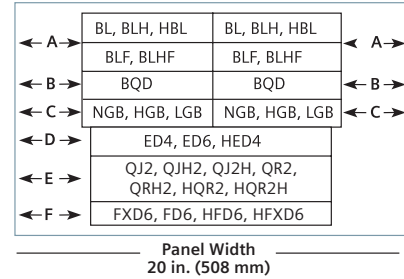 BL, BLH, HBL BL, BLH, HBL
A A
BLF, BLHF BLF, BLHF
B BQD BQD B
C NGB, HGB, LGB NGB, HGB, LGB C
D ED4, ED6, HED4
QJ2, QJH2, QJ2H, QR2,
E
QRH2, HQR2, HQR2H
F FXD6, FD6, HFD6, HFXD6
Panel Width
20 in. (508 mm)